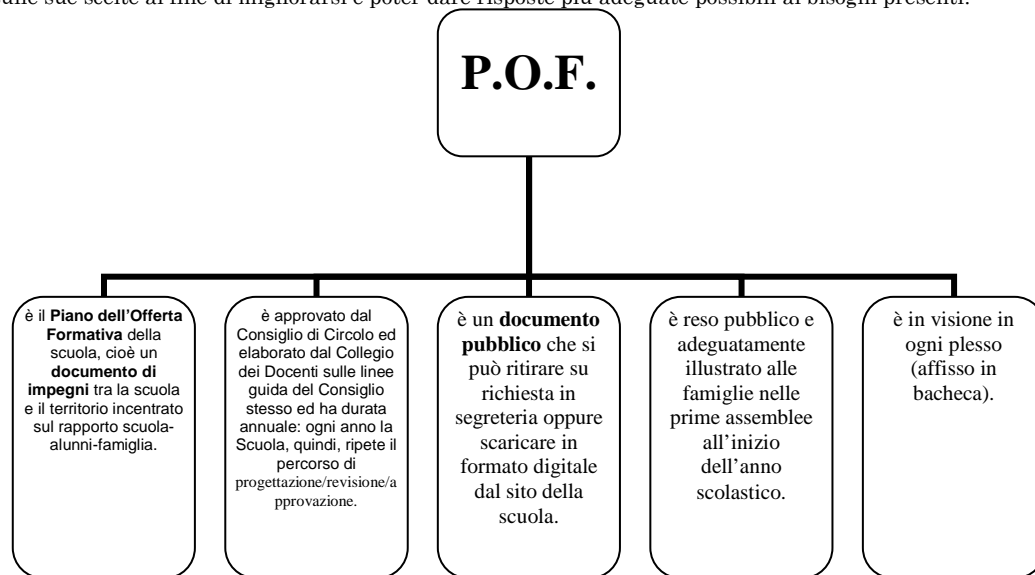 sulle sue scelte al fine di migliorarsi e poter dare risposte più adeguate possibili ai bisogni presenti.
P.O.F.
è il Piano dell'Offerta
Formativa della
scuola, cioè un
documento di
impegni tra la scuola
e il territorio incentrato
sul rapporto scuola-
alunni-famiglia.
è approvato dal
Consiglio di Circolo ed
elaborato dal Collegio
dei Docenti sulle linee
guida del Consiglio
stesso ed ha durata
annuale: ogni anno la
Scuola, quindi, ripete il
percorso di
progettazione/revisione/a
pprovazione.
è un documento
pubblico che si
può ritirare su
richiesta in
segreteria oppure
scaricare in
formato digitale
dal sito della
scuola.
è reso pubblico e
adeguatamente
illustrato alle
famiglie nelle
prime assemblee
all'inizio
dell'anno
scolastico.
è in visione in
ogni plesso
(affisso in
bacheca).